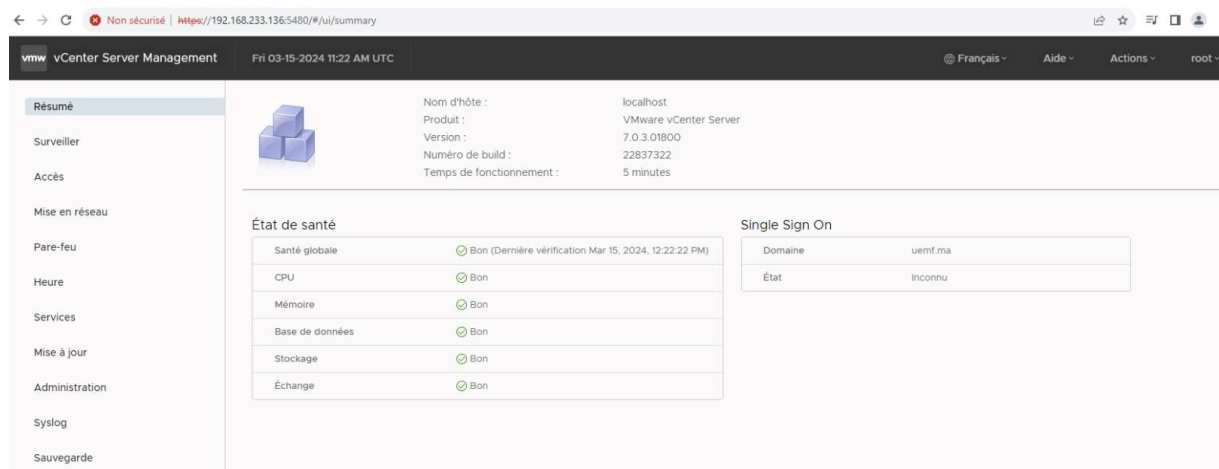 Non sécurisé | https://192.168.233.136:5480/#/ui/summary
vmw vCenter Server Management Fri 03-15-2024 11:22 AM UTC Français Aide Actions root
Résumé
Surveiller
Accès
Mise en réseau
Pare-feu
Heure
Services
Mise à jour
Administration
Syslog
Sauvegarde
Nom d'hôte : localhost
Produit : VMware vCenter Server
Version : 7.0.3.01800
Numéro de build : 22837322
Temps de fonctionnement : 5 minutes
État de santé
Santé globale Bon (Dernière vérification Mar 15, 2024, 12:22:22 PM)
CPU Bon
Mémoire Bon
Base de données Bon
Stockage Bon
Échange Bon
Single Sign On
Domaine uemf.ma
État Inconnu